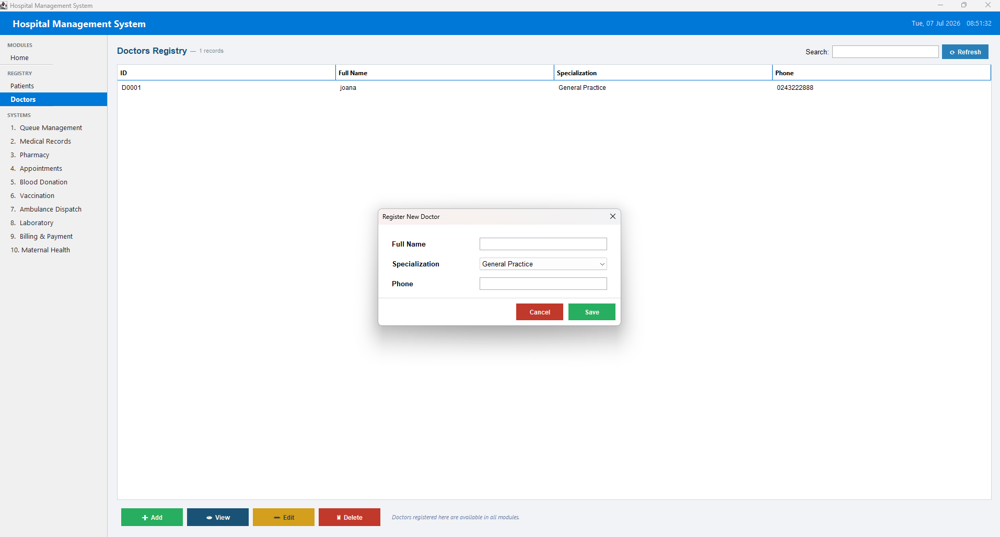 Hospital Management System
Hospital Management System
Tue, 07 Jul 2026 08:51:32
MODULES
Home
REGISTRY
Patients
Doctors
SYSTEMS
1. Queue Management
2. Medical Records
3. Pharmacy
4. Appointments
5. Blood Donation
6. Vaccination
7. Ambulance Dispatch
8. Laboratory
9. Billing & Payment
10. Maternal Health
Doctors Registry — 1 records
Search:
Refresh
ID Full Name Specialization Phone
D0001 joana General Practice 0243222888
Register New Doctor
Full Name
Specialization General Practice
Phone
Cancel Save
Add View Edit Delete Doctors registered here are available in all modules.